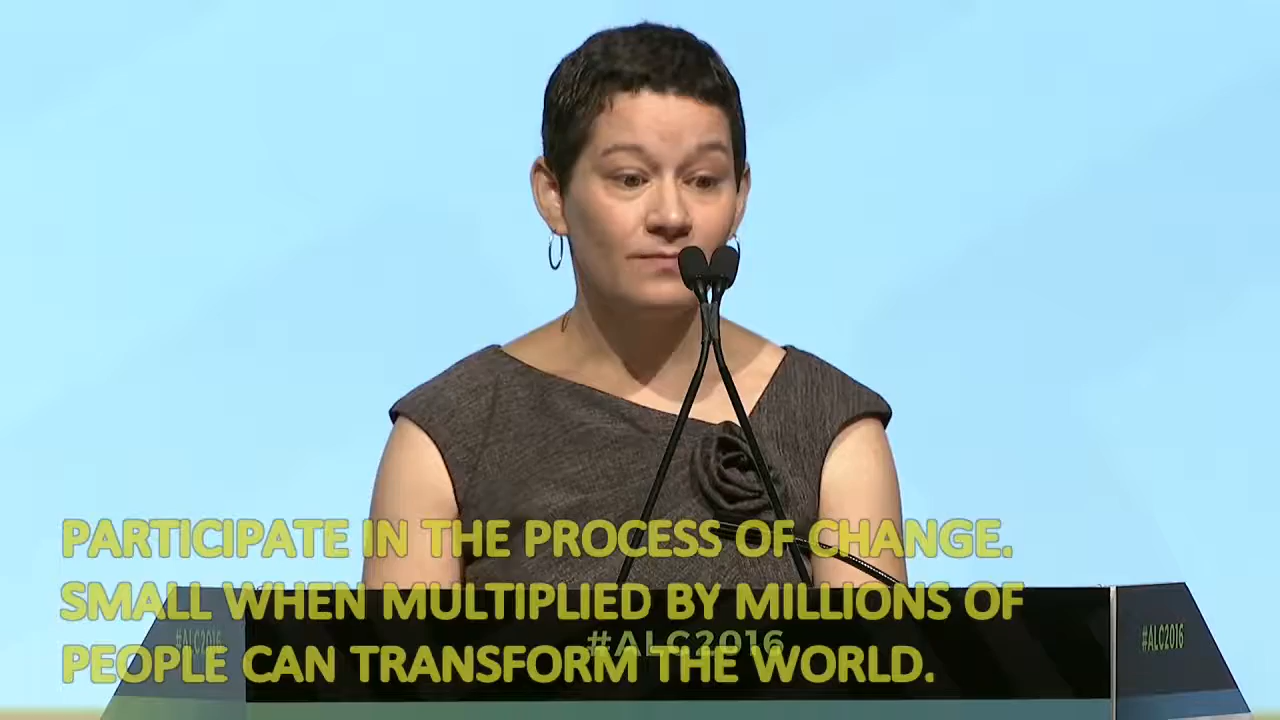 PARTICIPATE IN THE PROCESS OF CHANGE.
SMALL WHEN MULTIPLIED BY MILLIONS OF
PEOPLE CAN TRANSFORM THE WORLD.
#ALC2016
#ALC2016
#ALC2016